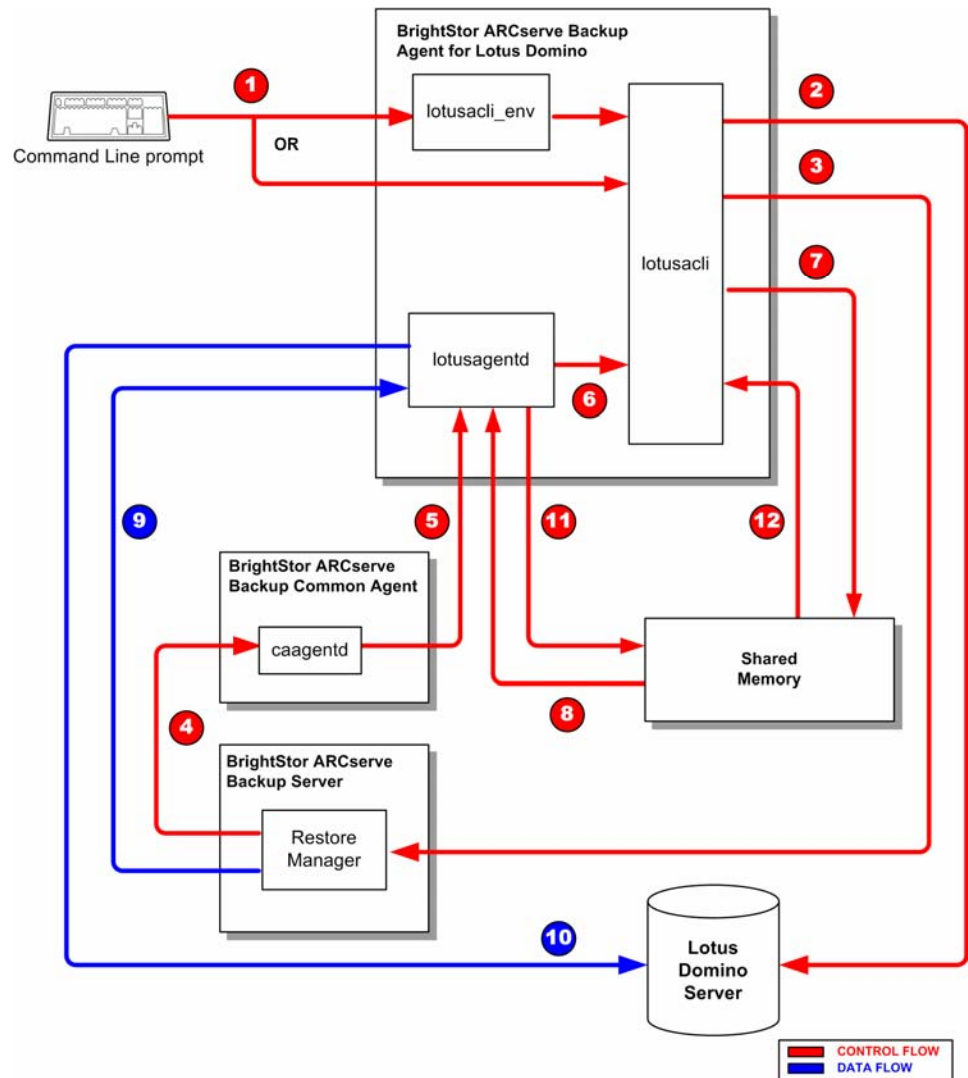 BrightStor ARCserve Backup
Agent for Lotus Domino
1
2
lotusacli_env
Command Line prompt
OR
3
lotusacli
7
lotusagentd
6
9
5
11
12
BrightStor ARCserve
Backup Common Agent
caagentd
Shared
Memory
4
8
BrightStor ARCserve
Backup Server
Restore
Manager
10
Lotus
Domino
Server
CONTROL FLOW
DATA FLOW